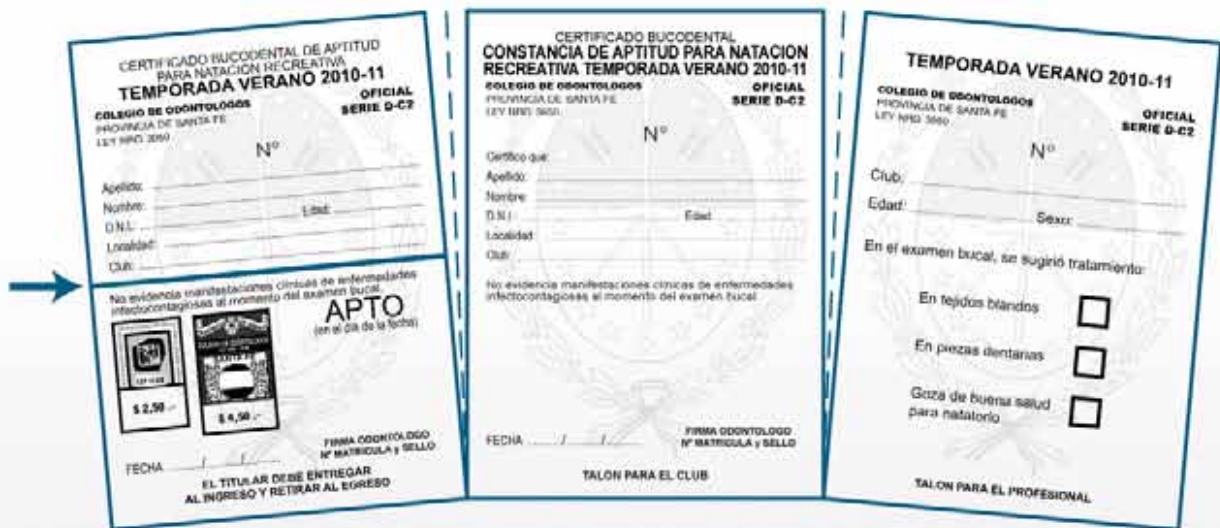 CERTIFICADO BUCODENTAL DE APTITUD
PARA NATACION RECREATIVA
TEMPORADA VERANO 2010-11
COLEGIO DE ODONTOLOGOS
PROVINCIA DE SANTA FE
LEY NRO. 3950
OFICIAL
SERIE D-C2
Nº
Apellido:
Nombre:
D.N.I. Edad:
Localidad:
Club:
No evidencia manifestaciones clínicas de enfermedades
infectocontagiosas al momento del examen bucal.
APTO
(en el día de la fecha)
$ 2,50 .-
SANTA FE
$ 4,50 .-
FECHA / /
FIRMA ODONTOLOGO
Nº MATRICULA y SELLO
EL TITULAR DEBE ENTREGAR
AL INGRESO Y RETIRAR AL EGRESO
CERTIFICADO BUCODENTAL
CONSTANCIA DE APTITUD PARA NATACION
RECREATIVA TEMPORADA VERANO 2010-11
COLEGIO DE ODONTOLOGOS
PROVINCIA DE SANTA FE
LEY NRO. 3950
OFICIAL
SERIE D-C2
Nº
Certifico que:
Apellido:
Nombre:
D.N.I. Edad
Localidad:
Club:
No evidencia manifestaciones clínicas de enfermedades
infectocontagiosas al momento del examen bucal
FECHA / /
FIRMA ODONTOLOGO
Nº MATRICULA y SELLO
TALON PARA EL CLUB
TEMPORADA VERANO 2010-11
COLEGIO DE ODONTOLOGOS
PROVINCIA DE SANTA FE
LEY NRO.
OFICIAL
SERIE D-C2
Nº
Club:
Edad: Sexo:
En el examen bucal, se sugirió tratamiento:
En tejidos blandos
En piezas dentarias
Goza de buena salud
para natatorio
TALON PARA EL PROFESIONAL